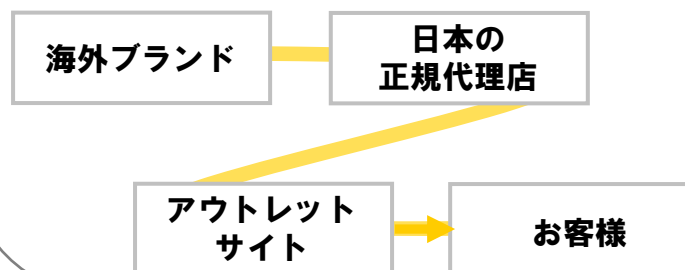 海外ブランド
日本の
正規代理店
アウトレット
サイト
お客様